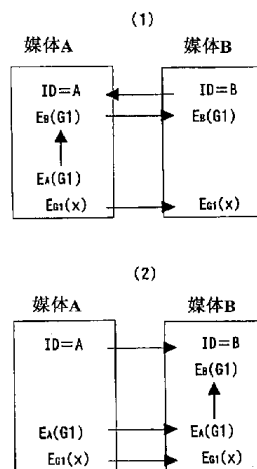 (1)
媒体A 媒体B
ID=A ID=B
EB(G1) EB(G1)
EA(G1)
EG1(x) EG1(x)
(2)
媒体A 媒体B
ID=A ID=B
EB(G1)
EA(G1) EA(G1)
EG1(x) EG1(x)